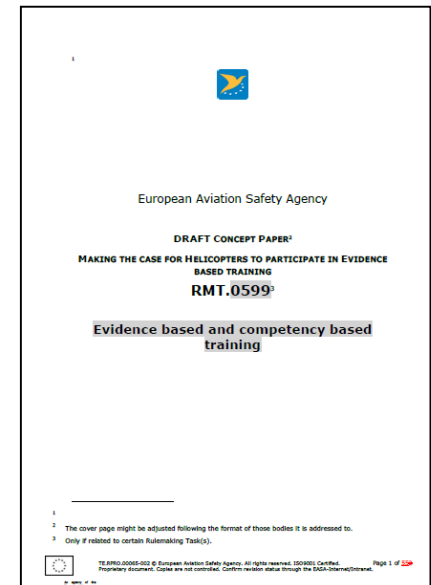 1
European Aviation Safety Agency
DRAFT CONCEPT PAPER2
MAKING THE CASE FOR HELICOPTERS TO PARTICIPATE IN EVIDENCE
BASED TRAINING
RMT.05993
Evidence based and competency based
training
1
2 The cover page might be adjusted following the format of those bodies it is addressed to.
3 Only if related to certain Rulemaking Task(s).
TE.RPRO.00065-002 © European Aviation Safety Agency. All rights reserved. ISO9001 Certified.
Proprietary document. Copies are not controlled. Confirm revision status through the EASA-Internet/Intranet.
Page 1 of